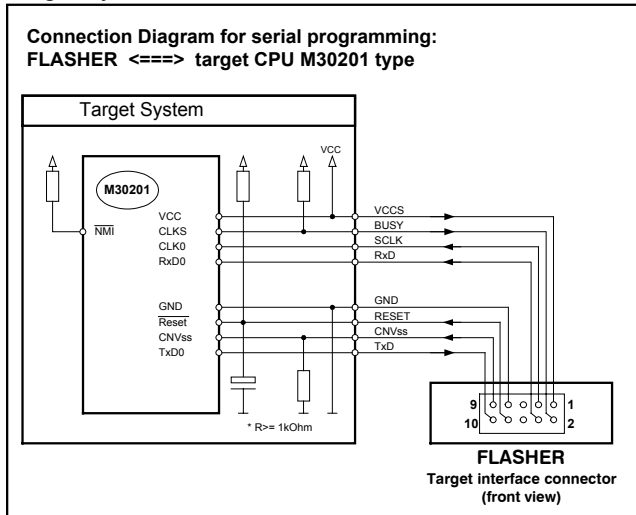 Connection Diagram for serial programming:
FLASHER <===> target CPU M30201 type
Target System
VCC
M30201
NMI
VCC
CLKS
CLK0
RxD0
GND
Reset
CNVss
TxD0
VCCS
BUSY
SCLK
RxD
GND
RESET
CNVss
TxD
* R>= 1kOhm
9 1
10 2
FLASHER
Target interface connector
(front view)